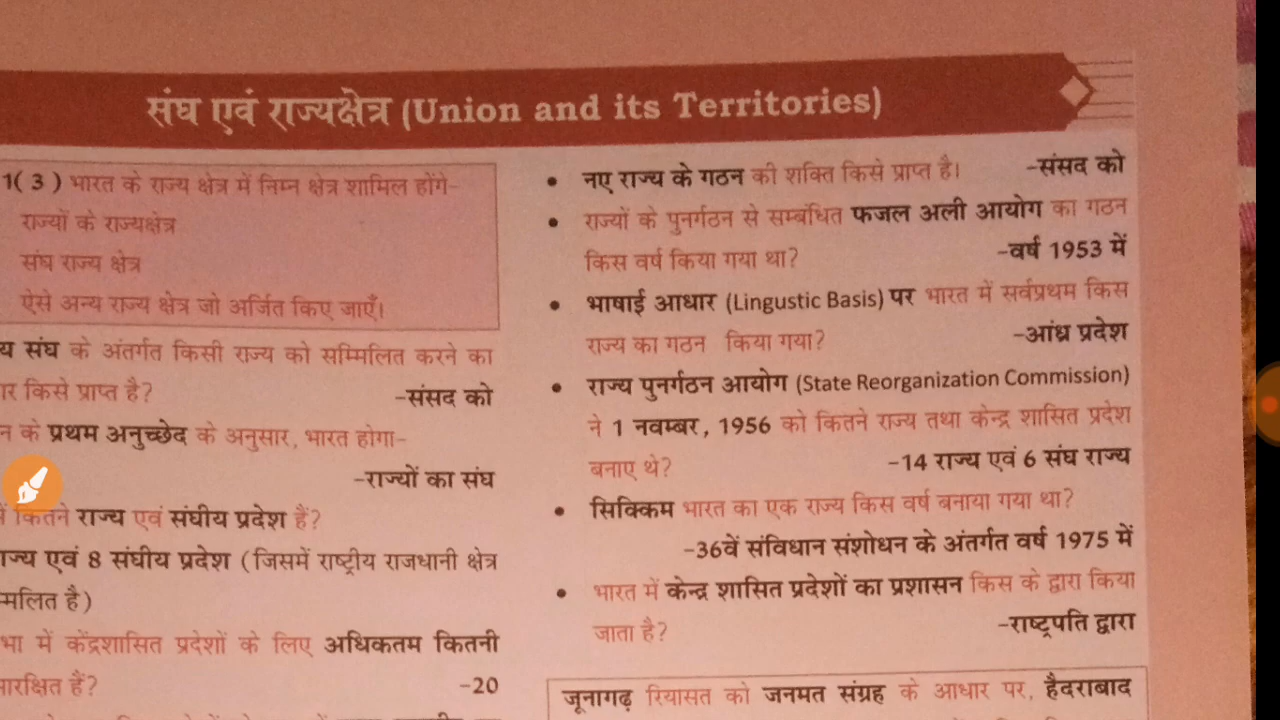 संघ एवं राज्यक्षेत्र (Union and its Territories)
1( 3 ) भारत के राज्य क्षेत्र में निम्न क्षेत्र शामिल होंगे-
राज्यों के राज्यक्षेत्र
संघ राज्य क्षेत्र
ऐसे अन्य राज्य क्षेत्र जो अर्जित किए जाएँ।
य संघ के अंतर्गत किसी राज्य को सम्मिलित करने का
ार किसे प्राप्त है? -संसद को
न के प्रथम अनुच्छेद के अनुसार, भारत होगा-
-राज्यों का संघ
में कितने राज्य एवं संघीय प्रदेश हैं?
ाज्य एवं 8 संघीय प्रदेश (जिसमें राष्ट्रीय राजधानी क्षेत्र
म्मलित है)
भा में केंद्रशासित प्रदेशों के लिए अधिकतम कितनी
आरक्षित हैं? -20
• नए राज्य के गठन की शक्ति किसे प्राप्त है। -संसद को
• राज्यों के पुनर्गठन से सम्बंधित फजल अली आयोग का गठन
किस वर्ष किया गया था? -वर्ष 1953 में
• भाषाई आधार (Lingustic Basis) पर भारत में सर्वप्रथम किस
राज्य का गठन किया गया? -आंध्र प्रदेश
• राज्य पुनर्गठन आयोग (State Reorganization Commission)
ने 1 नवम्बर, 1956 को कितने राज्य तथा केन्द्र शासित प्रदेश
बनाए थे? -14 राज्य एवं 6 संघ राज्य
• सिक्किम भारत का एक राज्य किस वर्ष बनाया गया था?
-36वें संविधान संशोधन के अंतर्गत वर्ष 1975 में
• भारत में केन्द्र शासित प्रदेशों का प्रशासन किस के द्वारा किया
जाता है? -राष्ट्रपति द्वारा
जूनागढ़ रियासत को जनमत संग्रह के आधार पर, हैदराबाद